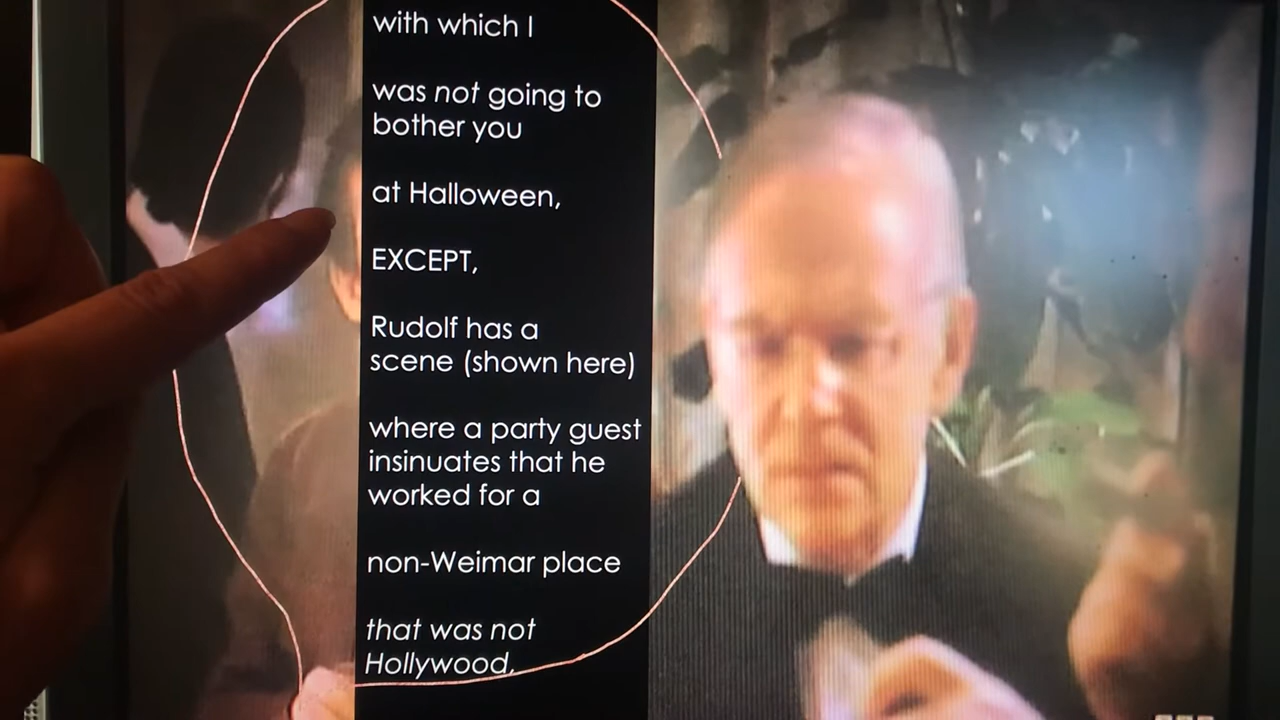 with which I
was not going to
bother you
at Halloween,
EXCEPT,
Rudolf has a
scene (shown here)
where a party guest
insinuates that he
worked for a
non-Weimar place
that was not
Hollywood.